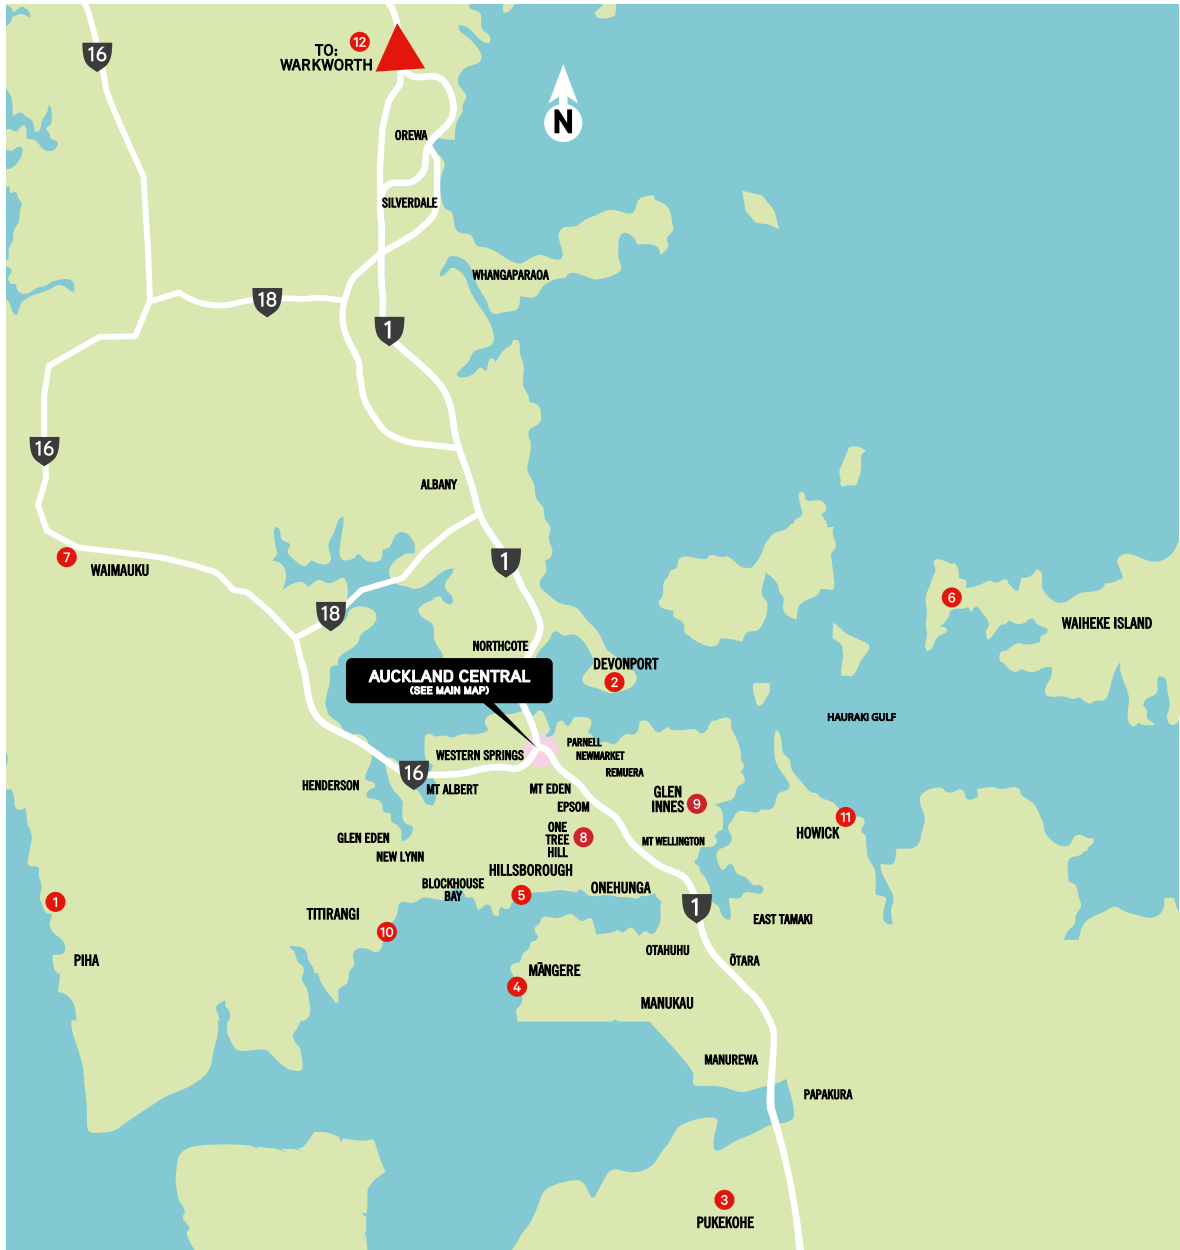 16
12
TO:
WARKWORTH
N
OREWA
SILVERDALE
WHANGAPARAOA
18
1
16
ALBANY
1
7
WAIMAUKU
6
18
WAIHEKE ISLAND
NORTHCOTE
DEVONPORT
2
AUCKLAND CENTRAL
(SEE MAIN MAP)
HAURAKI GULF
PARNELL
WESTERN SPRINGS
NEWMARKET
16
REMUERA
HENDERSON
MT ALBERT
MT EDEN
GLEN
INNES
9
EPSOM
11
HOWICK
ONE
TREE
HILL
8
GLEN EDEN
MT WELLINGTON
NEW LYNN
HILLSBOROUGH
BLOCKHOUSE
BAY
5
ONEHUNGA
1
1
TITIRANGI
10
EAST TAMAKI
OTAHUHU
PIHA
MĀNGERE
4
ŌTARA
MANUKAU
MANUREWA
PAPAKURA
3
PUKEKOHE